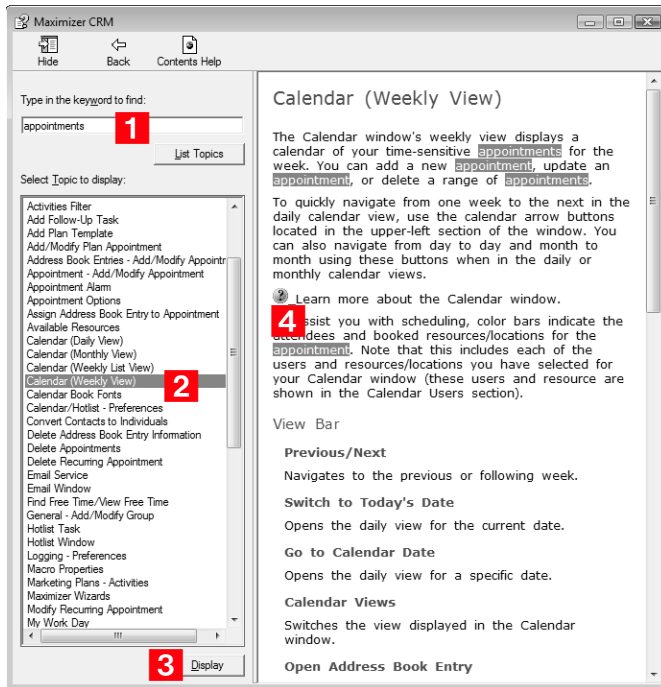 Maximizer CRM
Hide Back Contents Help
Type in the keyword to find:
appointments
1
List Topics
Select Topic to display:
Activities Filter
Add Follow-Up Task
Add Plan Template
Add/Modify Plan Appointment
Address Book Entries - Add/Modify Appointr
Appointment - Add/Modify Appointment
Appointment Alarm
Appointment Options
Assign Address Book Entry to Appointment
Available Resources
Calendar (Daily View)
Calendar (Monthly View)
Calendar (Weekly List View)
Calendar (Weekly View)
2
Calendar Book Fonts
Calendar/Hotlist - Preferences
Convert Contacts to Individuals
Delete Address Book Entry Information
Delete Appointments
Delete Recurring Appointment
Email Service
Email Window
Find Free Time/View Free Time
General - Add/Modify Group
Hotlist Task
Hotlist Window
Logging - Preferences
Macro Properties
Marketing Plans - Activities
Maximizer Wizards
Modify Recurring Appointment
My Work Day
3
Display
Calendar (Weekly View)
The Calendar window's weekly view displays a
calendar of your time-sensitive appointments for the
week. You can add a new appointment, update an
appointment, or delete a range of appointments.
To quickly navigate from one week to the next in the
daily calendar view, use the calendar arrow buttons
located in the upper-left section of the window. You
can also navigate from day to day and month to
month using these buttons when in the daily or
monthly calendar views.
Learn more about the Calendar window.
4
assist you with scheduling, color bars indicate the
attendees and booked resources/locations for the
appointment. Note that this includes each of the
users and resources/locations you have selected for
your Calendar window (these users and resource are
shown in the Calendar Users section).
View Bar
Previous/Next
Navigates to the previous or following week.
Switch to Today's Date
Opens the daily view for the current date.
Go to Calendar Date
Opens the daily view for a specific date.
Calendar Views
Switches the view displayed in the Calendar
window.
Open Address Book Entry